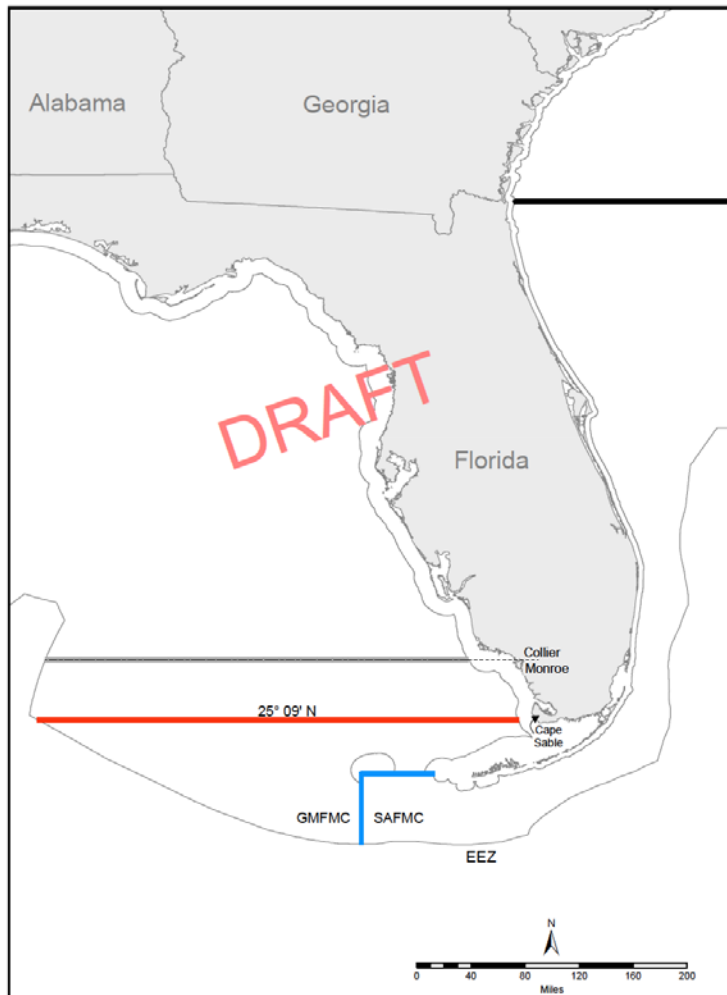 Alabama
Georgia
DRAFT
Florida
Collier
Monroe
25° 09' N
Cape
Sable
GMFMC
SAFMC
EEZ
N
0 40 80 120 160 200
Miles